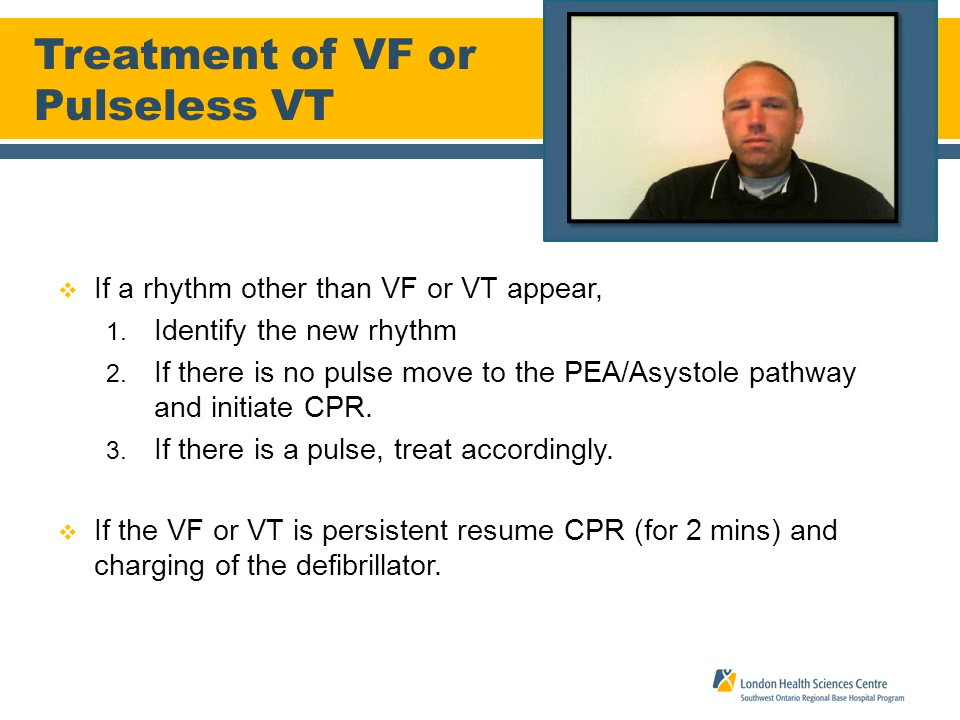 Treatment of VF or
Pulseless VT
If a rhythm other than VF or VT appear,
1. Identify the new rhythm
2. If there is no pulse move to the PEA/Asystole pathway
and initiate CPR.
3. If there is a pulse, treat accordingly.
If the VF or VT is persistent resume CPR (for 2 mins) and
charging of the defibrillator.
London Health Sciences Centre
Southwest Ontario Regional Base Hospital Program